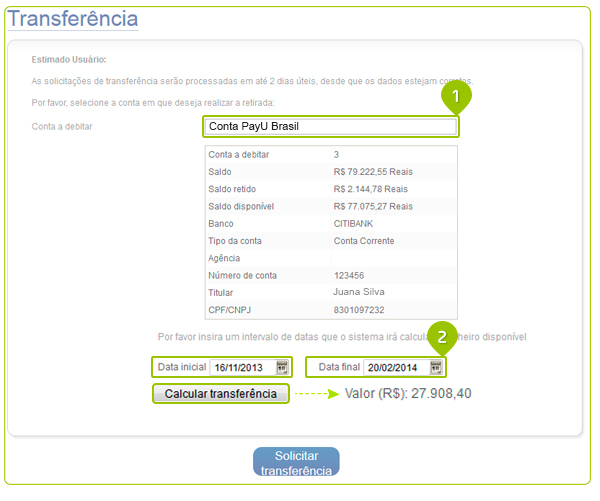 Transferência
Estimado Usuário:
As solicitações de transferência serão processadas em até 2 dias úteis, desde que os dados estejam
Por favor, selecione a conta em que deseja realizar a retirada:
1
Conta a debitar Conta PayU Brasil
Conta a debitar 3
Saldo R$ 79.222,55 Reais
Saldo retido R$ 2.144,78 Reais
Saldo disponível R$ 77.075,27 Reais
Banco CITIBANK
Tipo da conta Conta Corrente
Agência
Número de conta 123456
Titular Juana Silva
CPF/CNPJ 8301097232
Por favor insira um intervalo de datas que o sistema irá disponível
2
Data inicial 16/11/2013 Data final 20/02/2014
Calcular transferência Valor (R$): 27.908,40
Solicitar
transferência